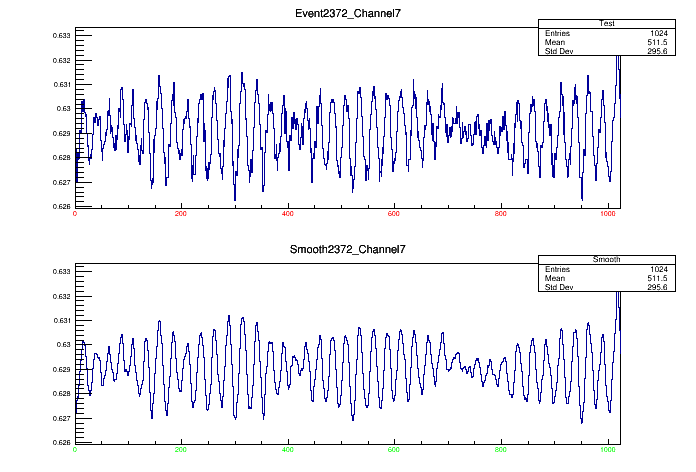 Event2372_Channel7
Test
Entries 1024
Mean 511.5
Std Dev 295.6
0.633
0.632
0.631
0.63
0.629
0.628
0.627
0.626
0 200 400 600 800 1000
Smooth2372_Channel7
Smooth
Entries 1024
Mean 511.5
Std Dev 295.6
0.633
0.632
0.631
0.63
0.629
0.628
0.627
0.626
0 200 400 600 800 1000